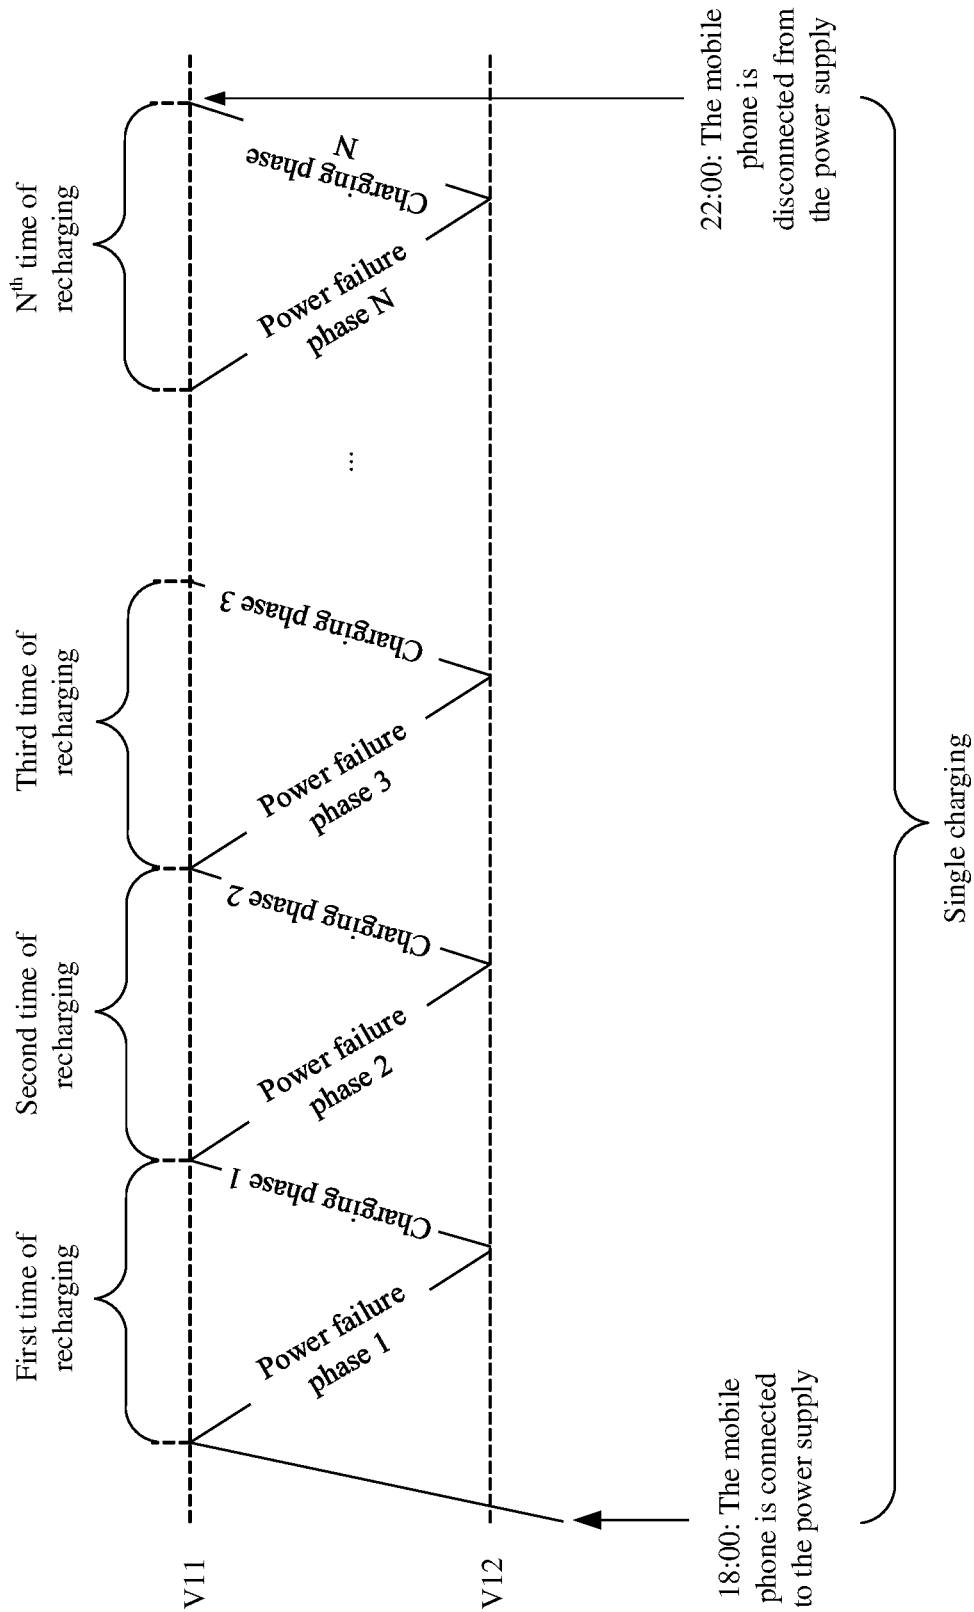 First time of
recharging
Second time of
recharging
Third time of
recharging
Nth time of
recharging
V11
Power failure
phase 1
Charging phase 1
Power failure
phase 2
Charging phase 2
Power failure
phase 3
Charging phase 3
...
Power failure
phase N
Charging phase
N
V12
18:00: The mobile
phone is connected
to the power supply
22:00: The mobile
phone is
disconnected from
the power supply
Single charging